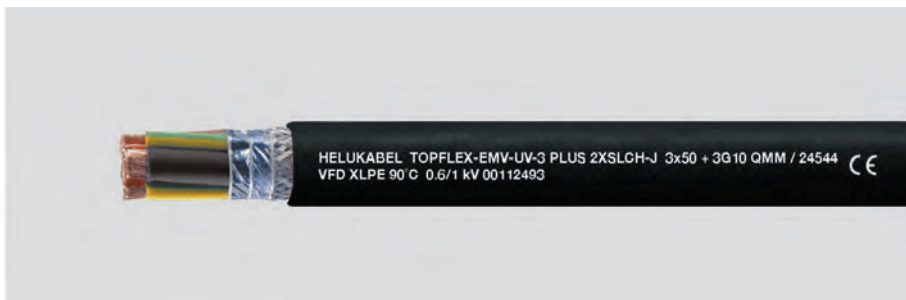 HELUKABEL TOPFLEX-EMV-UV-3 PLUS 2XSLCH-J 3x50 + 3G10 QMM / 24544
VFD XLPE 90°C 0.6/1 kV 00112493 CE